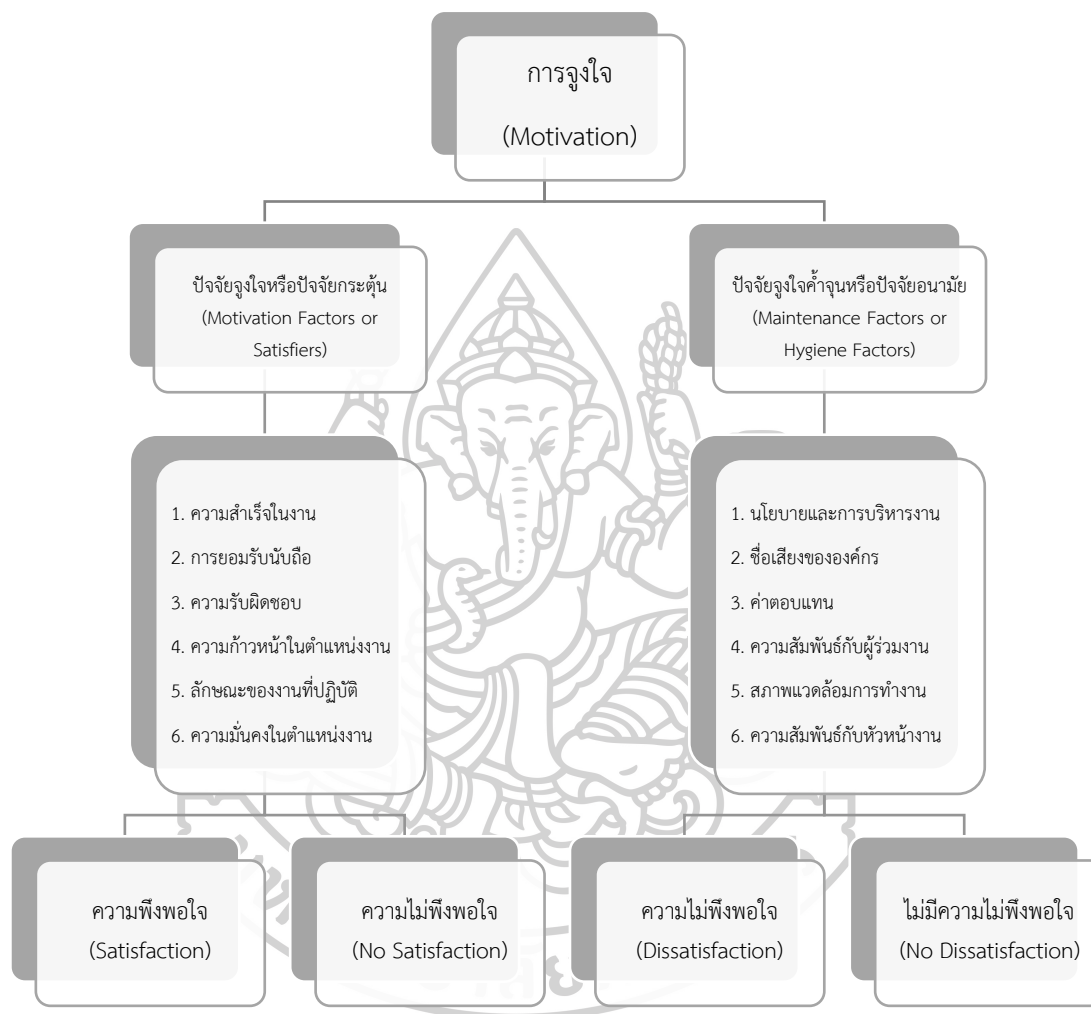 การจูงใจ
(Motivation)
ปัจจัยจูงใจหรือปัจจัยกระตุ้น
(Motivation Factors or
Satisfiers)
ปัจจัยจูงใจค้ำจุนหรือปัจจัยอนามัย
(Maintenance Factors or
Hygiene Factors)
1. ความสำเร็จในงาน
2. การยอมรับนับถือ
3. ความรับผิดชอบ
4. ความก้าวหน้าในตำแหน่งงาน
5. ลักษณะของงานที่ปฏิบัติ
6. ความมั่นคงในตำแหน่งงาน
1. นโยบายและการบริหารงาน
2. ชื่อเสียงขององค์กร
3. ค่าตอบแทน
4. ความสัมพันธ์กับผู้ร่วมงาน
5. สภาพแวดล้อมการทำงาน
6. ความสัมพันธ์กับหัวหน้างาน
ความพึงพอใจ
(Satisfaction)
ความไม่พึงพอใจ
(No Satisfaction)
ความไม่พึงพอใจ
(Dissatisfaction)
ไม่มีความไม่พึงพอใจ
(No Dissatisfaction)